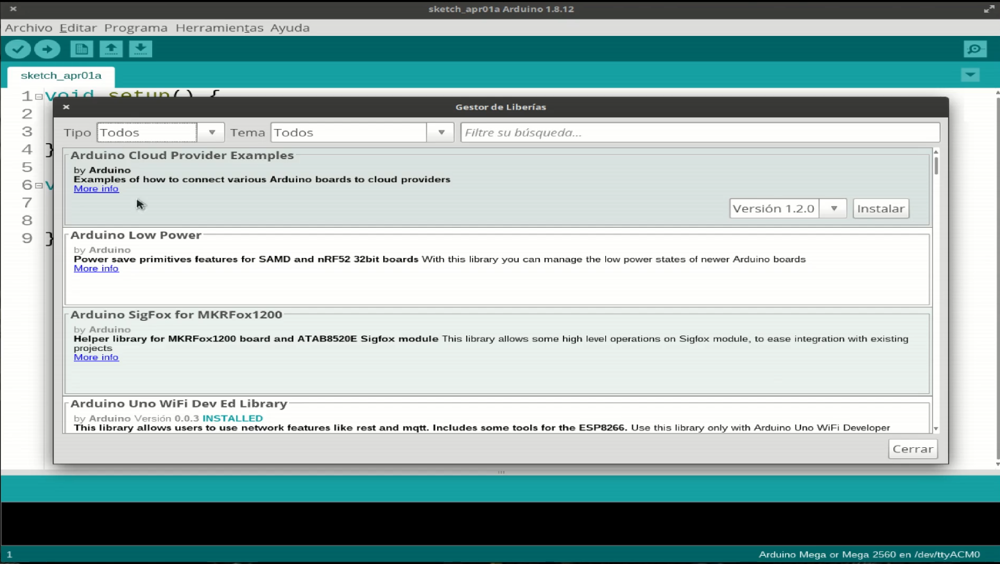 sketch_apr01a Arduino 1.8.12
Archivo Editar Programa Herramientas Ayuda
sketch_apr01a
1 void setup() {
2
3
4 }
5
6 v
7
8
9 }
Gestor de Liberías
Tipo Todos Tema Todos Filtre su búsqueda...
Arduino Cloud Provider Examples
by Arduino
Examples of how to connect various Arduino boards to cloud providers
More info
Versión 1.2.0 Instalar
Arduino Low Power
by Arduino
Power save primitives features for SAMD and nRF52 32bit boards With this library you can manage the low power states of newer Arduino boards
More info
Arduino SigFox for MKRFox1200
by Arduino
Helper library for MKRFox1200 board and ATAB8520E Sigfox module This library allows some high level operations on Sigfox module, to ease integration with existing
projects
More info
Arduino Uno WiFi Dev Ed Library
by Arduino Versión 0.0.3 INSTALLED
This library allows users to use network features like rest and mqtt. Includes some tools for the ESP8266. Use this library only with Arduino Uno WiFi Developer
Cerrar
1
Arduino Mega or Mega 2560 en /dev/ttyACM0